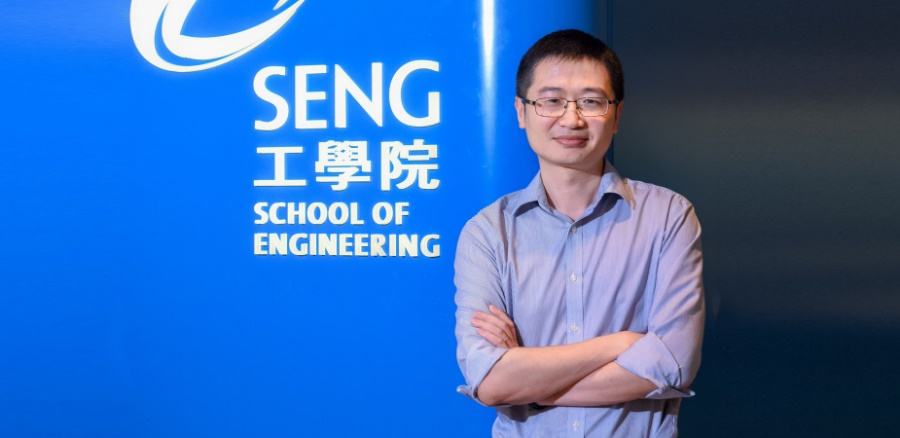 SENG
工學院
SCHOOL OF
ENGINEERING